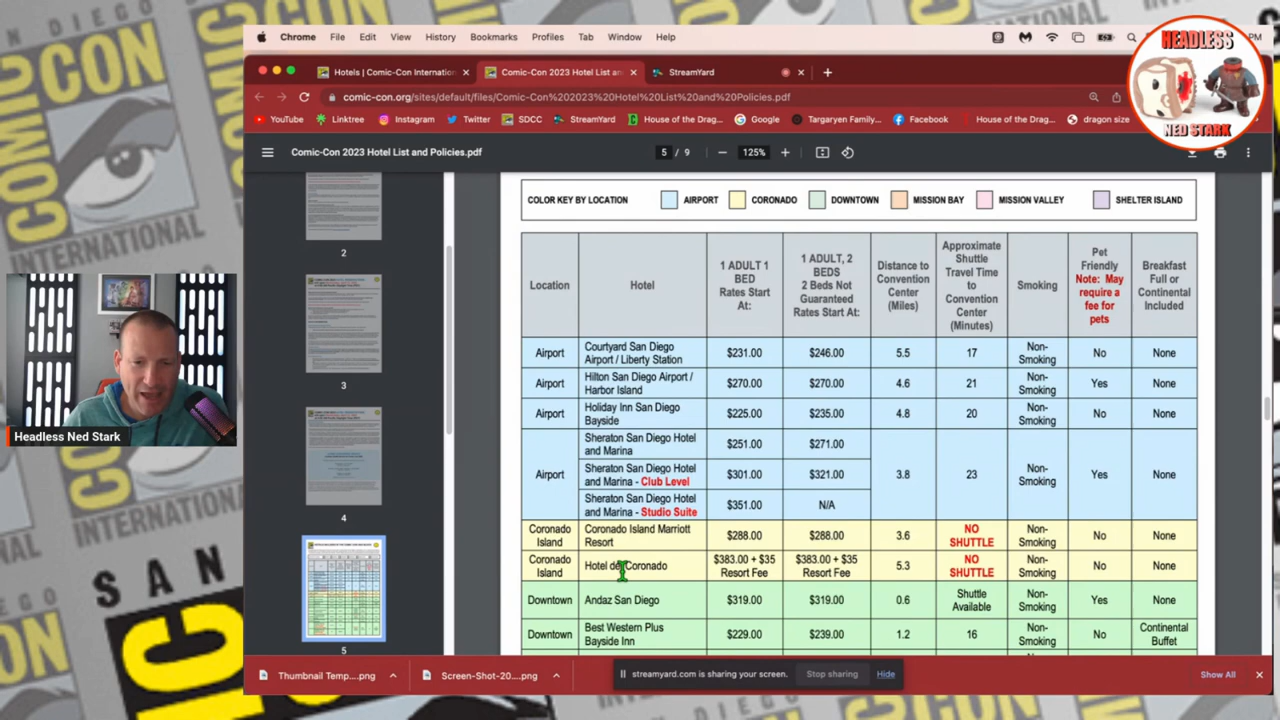 Chrome File Edit View History Bookmarks Profiles Tab Window Help
Hotels | Comic-Con Internation
Comic-Con 2023 Hotel List an
StreamYard
comic-con.org/sites/default/files/Comic-Con%202023%20Hotel%20List%20and%20Policies.pdf
YouTube Linktree Instagram Twitter SDCC StreamYard House of the Drag... Google Targaryen Family... Facebook House of the Drag... dragon size
HEADLESS
NED STARK
Comic-Con 2023 Hotel List and Policies.pdf 5 / 9 125%
COLOR KEY BY LOCATION AIRPORT CORONADO DOWNTOWN MISSION BAY MISSION VALLEY SHELTER ISLAND
Location
Hotel
1 ADULT 1
BED
Rates Start
At:
1 ADULT, 2
BEDS
2 Beds Not
Guaranteed
Rates Start At:
Distance to
Convention
Center
(Miles)
Approximate
Shuttle
Travel Time
to
Convention
Center
(Minutes)
Smoking
Pet
Friendly
Note: May
require a
fee for
pets
Breakfast
Full or
Continental
Included
Airport
Courtyard San Diego
Airport / Liberty Station
$231.00 $246.00 5.5 17
Non-
Smoking
No None
Airport
Hilton San Diego Airport /
Harbor Island
$270.00 $270.00 4.6 21
Non-
Smoking
Yes None
Airport
Holiday Inn San Diego
Bayside
$225.00 $235.00 4.8 20
Non-
Smoking
No None
Airport
Sheraton San Diego Hotel
and Marina
$251.00 $271.00
Sheraton San Diego Hotel
and Marina - Club Level
$301.00 $321.00
Sheraton San Diego Hotel
and Marina - Studio Suite
$351.00 N/A
3.8 23
Non-
Smoking
Yes None
Coronado
Island
Coronado Island Marriott
Resort
$288.00 $288.00 3.6
NO
SHUTTLE
Non-
Smoking
No None
Coronado
Island
Hotel del Coronado
$383.00 + $35
Resort Fee
$383.00 + $35
Resort Fee
5.3
NO
SHUTTLE
Non-
Smoking
No None
Downtown
Andaz San Diego
$319.00 $319.00 0.6
Shuttle
Available
Non-
Smoking
Yes None
Downtown
Best Western Plus
Bayside Inn
$229.00 $239.00 1.2 16
Non-
Smoking
No
Continental
Buffet
2
3
4
5
Headless Ned Stark
Thumbnail Temp....png
Screen-Shot-20....png
streamyard.com is sharing your screen.
Stop sharing
Hide
Show All
COMIC CON
INTERNATIONAL
SAN